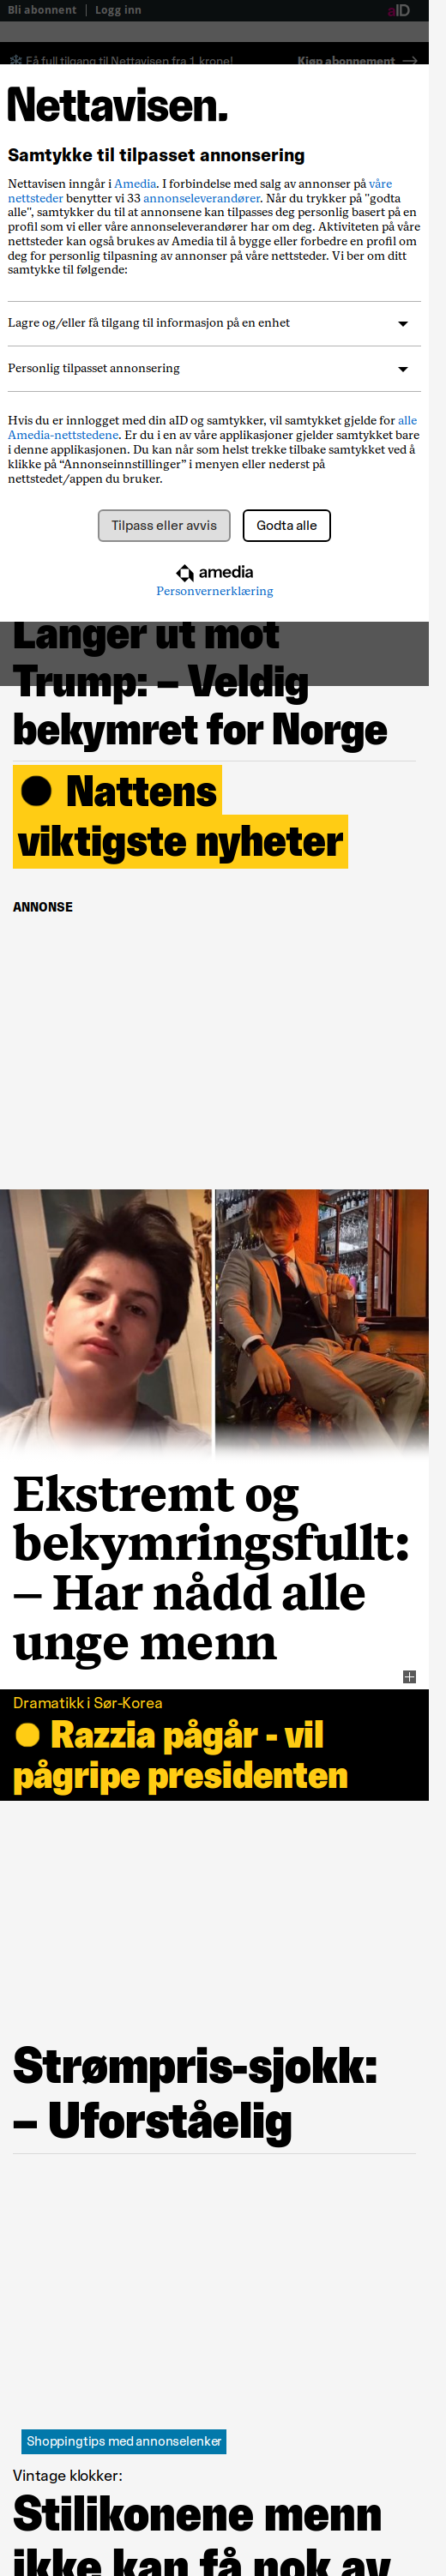 Bli abonnent | Logg inn aID
Få full tilgang til Nettavisen fra 1 krone! Kjøp abonnement →
Nettavisen.
Samtykke til tilpasset annonsering
Nettavisen inngår i Amedia. I forbindelse med salg av annonser på våre
nettsteder benytter vi 33 annonseleverandører. Når du trykker på "godta
alle", samtykker du til at annonsene kan tilpasses deg personlig basert på en
profil som vi eller våre annonseleverandører har om deg. Aktiviteten på våre
nettsteder kan også brukes av Amedia til å bygge eller forbedre en profil om
deg for personlig tilpasning av annonser på våre nettsteder. Vi ber om ditt
samtykke til følgende:
Lagre og/eller få tilgang til informasjon på en enhet
Personlig tilpasset annonsering
Hvis du er innlogget med din aID og samtykker, vil samtykket gjelde for alle
Amedia-nettstedene. Er du i en av våre applikasjoner gjelder samtykket bare
i denne applikasjonen. Du kan når som helst trekke tilbake samtykket ved å
klikke på “Annonseinnstillinger” i menyen eller nederst på
nettstedet/appen du bruker.
Tilpass eller avvis Godta alle
amedia
Personvernerklæring
Langer ut mot
Trump: – Veldig
bekymret for Norge
Nattens
viktigste nyheter
ANNONSE
Ekstremt og
bekymringsfullt:
– Har nådd alle
unge menn
Dramatikk i Sør-Korea
Razzia pågår - vil
pågripe presidenten
Strømpris-sjokk:
– Uforståelig
Shoppingtips med annonselenker
Vintage klokker:
Stilikonene menn
ikke kan få nok av